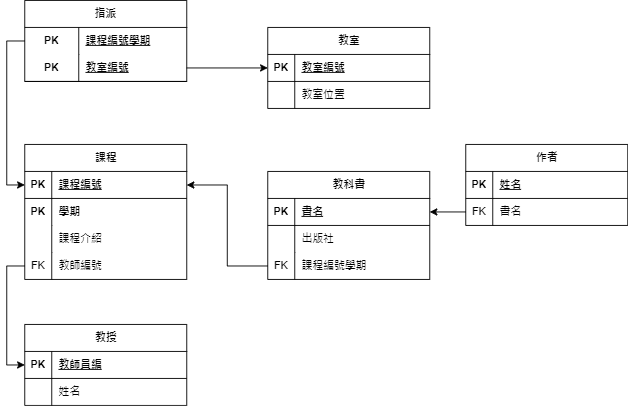 指派
PK 課程編號學期
PK 教室編號
教室
PK 教室編號
教室位置
課程
PK 課程編號
PK 學期
課程介紹
FK 教師編號
教科書
PK 書名
出版社
FK 課程編號學期
作者
PK 姓名
FK 書名
教授
PK 教師員編
姓名